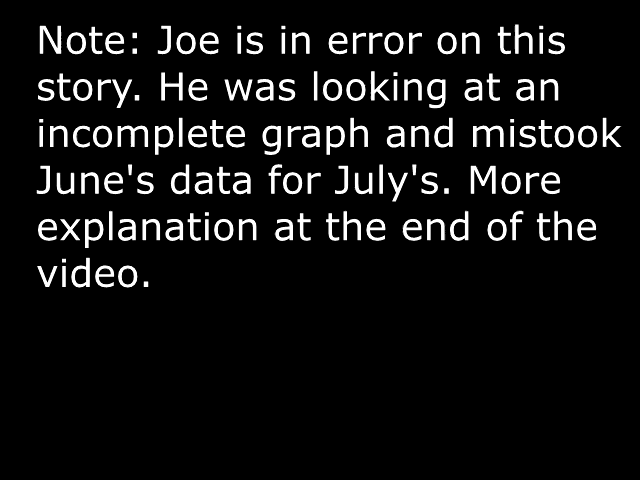 Note: Joe is in error on this
story. He was looking at an
incomplete graph and mistook
June's data for July's. More
explanation at the end of the
video.